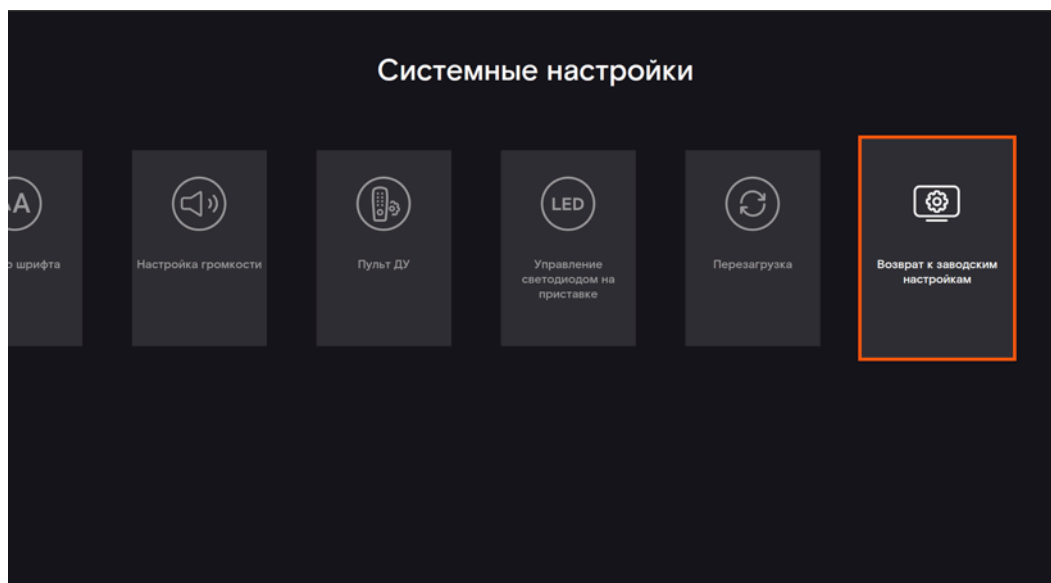 Системные настройки
A
шрифта
Настройка громкости
Пульт ДУ
LED
Управление
светодиодом на
приставке
Перезагрузка
Возврат к заводским
настройкам